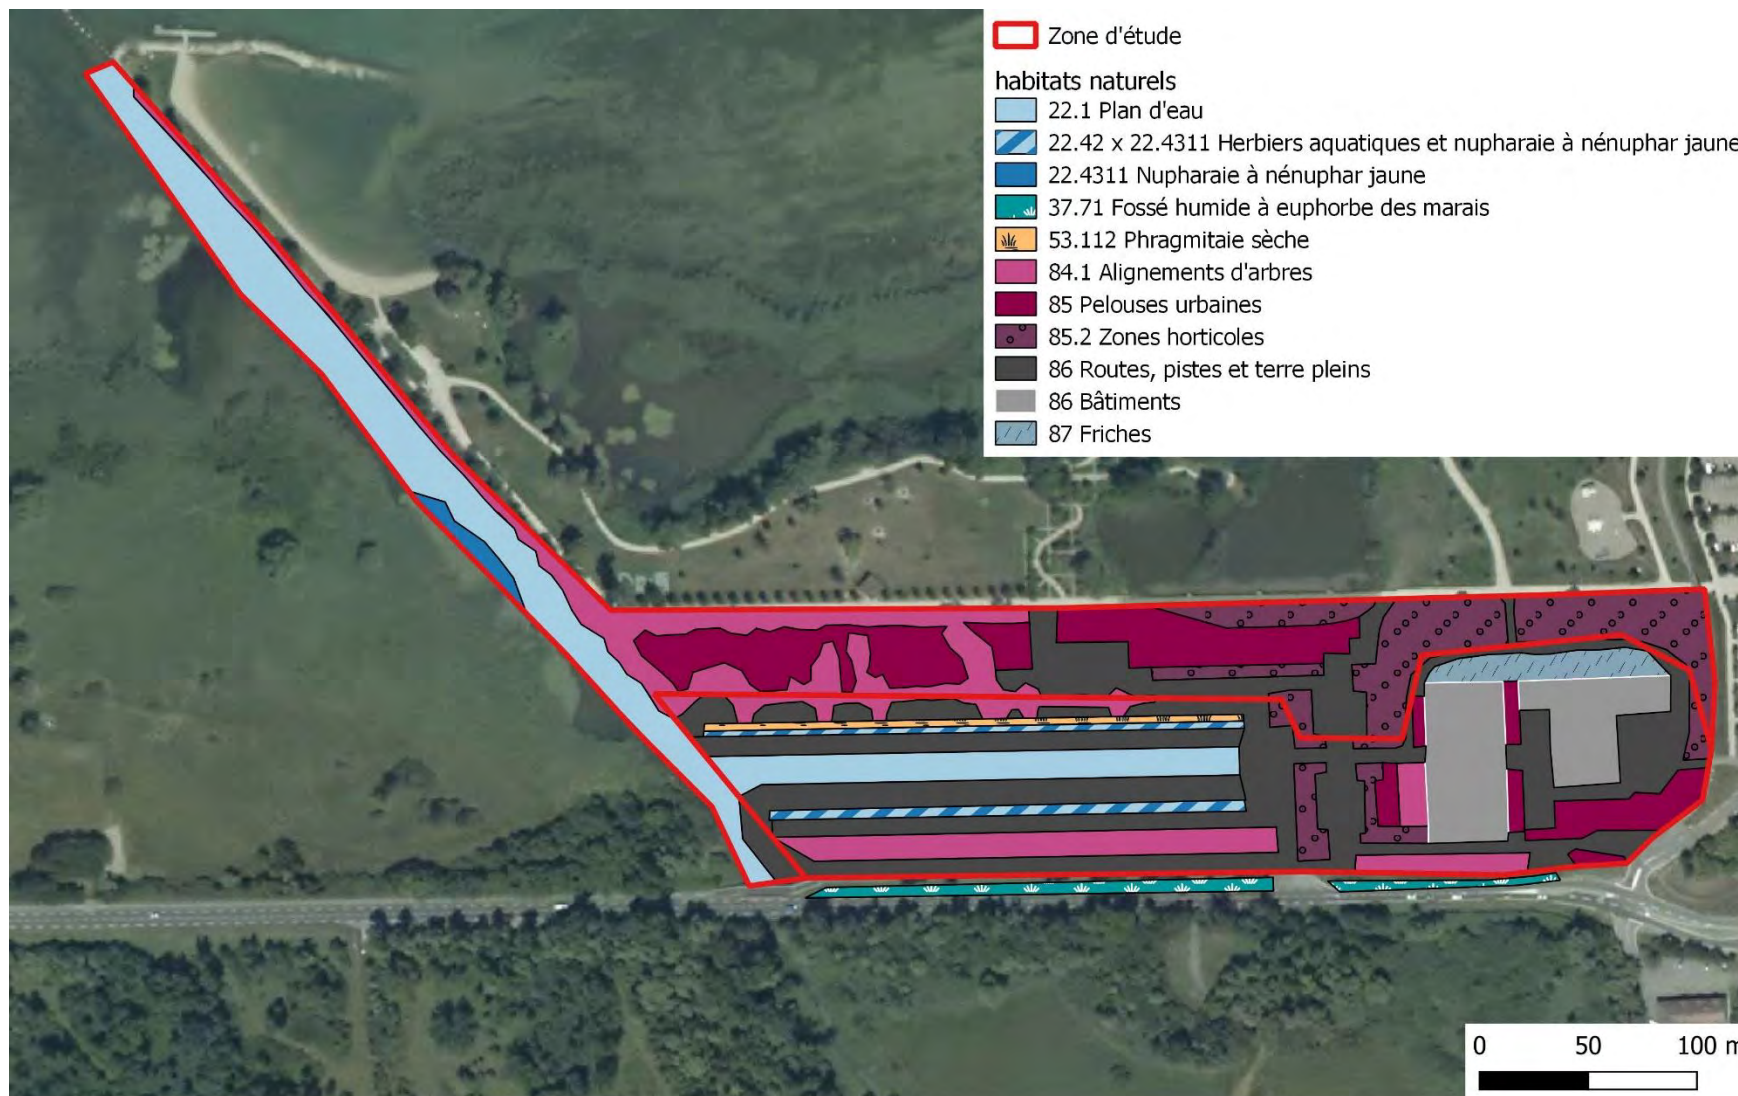 Zone d'étude
habitats naturels
22.1 Plan d'eau
22.42 x 22.4311 Herbiers aquatiques et nupharaie à nénuphar jaune
22.4311 Nupharaie à nénuphar jaune
37.71 Fossé humide à euphorbe des marais
53.112 Phragmitaie sèche
84.1 Alignements d'arbres
85 Pelouses urbaines
85.2 Zones horticoles
86 Routes, pistes et terre pleins
86 Bâtiments
87 Friches
0 50 100 m